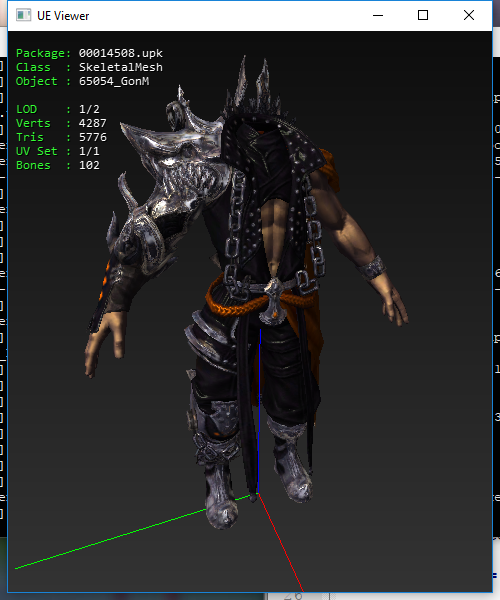 UE Viewer
Package: 00014508.upk
Class : SkeletalMesh
Object : 65054_GonM
LOD : 1/2
Verts : 4287
Tris : 5776
UV Set : 1/1
Bones : 102